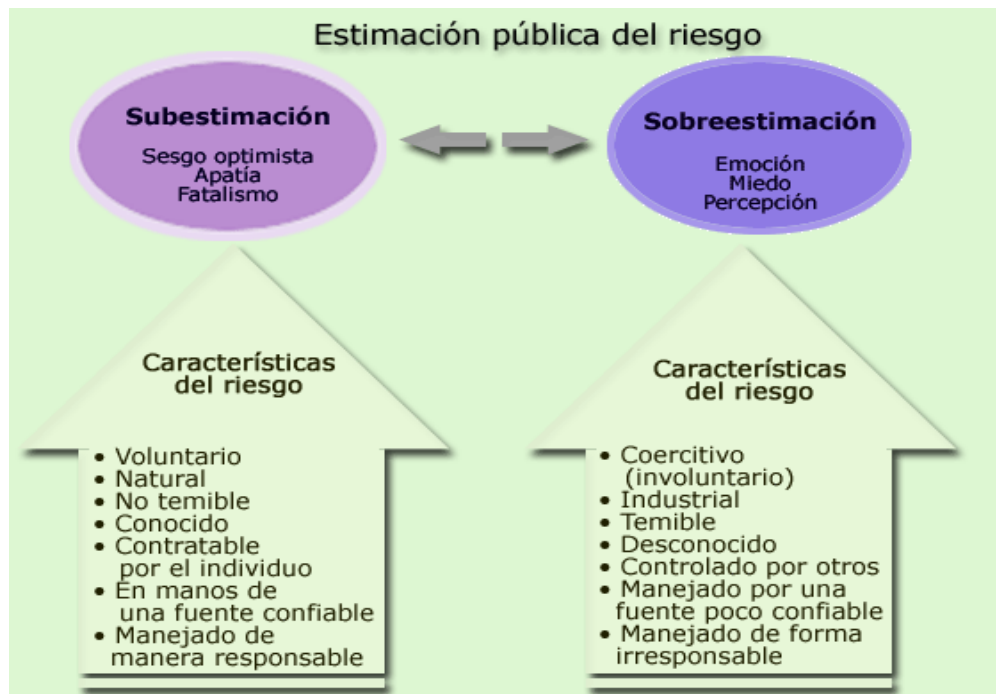 Estimación pública del riesgo
Subestimación
Sesgo optimista
Apatía
Fatalismo
Sobreestimación
Emoción
Miedo
Percepción
Características
del riesgo
• Voluntario
• Natural
• No temible
• Conocido
• Contratable
por el individuo
• En manos de
una fuente confiable
• Manejado de
manera responsable
Características
del riesgo
• Coercitivo
(involuntario)
• Industrial
• Temible
• Desconocido
• Controlado por otros
• Manejado por una
fuente poco confiable
• Manejado de forma
irresponsable